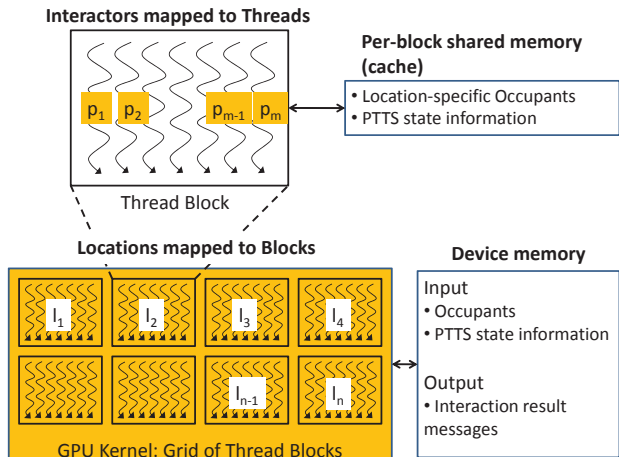 Interactors mapped to Threads
Per-block shared memory
(cache)
• Location-specific Occupants
• PTTS state information
p1 p2 pm-1 pm
Thread Block
Locations mapped to Blocks
Device memory
l1 l2 l3 l4
ln-1 ln
Input
• Occupants
• PTTS state information
Output
• Interaction result
messages
GPU Kernel: Grid of Thread Blocks